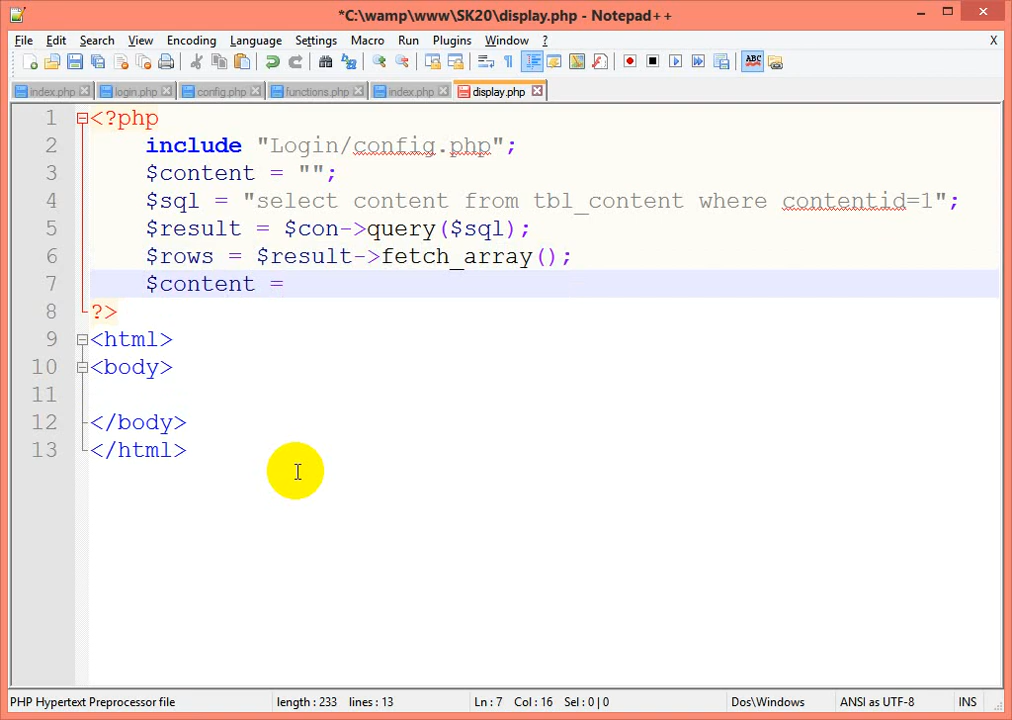 *C:\wamp\www\SK20\display.php - Notepad++
File Edit Search View Encoding Language Settings Macro Run Plugins Window ? X
ABC
index.php login.php config.php functions.php index.php display.php
1 <?php
2 include "Login/config.php";
3 $content = "";
4 $sql = "select content from tbl_content where contentid=1";
5 $result = $con->query($sql);
6 $rows = $result->fetch_array();
7 $content =
8 ?>
9 <html>
10 <body>
11
12 </body>
13 </html>
PHP Hypertext Preprocessor file length : 233 lines : 13 Ln : 7 Col : 16 Sel : 0 | 0 Dos\Windows ANSI as UTF-8 INS